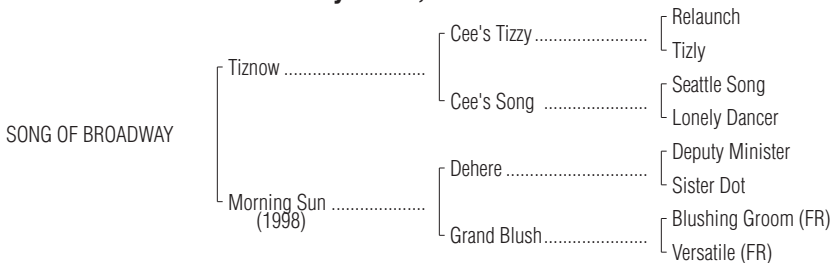 Relaunch
Cee's Tizzy
Tizly
Tiznow
Seattle Song
Cee's Song
Lonely Dancer
SONG OF BROADWAY
Deputy Minister
Dehere
Sister Dot
Morning Sun
(1998)
Blushing Groom (FR)
Grand Blush
Versatile (FR)